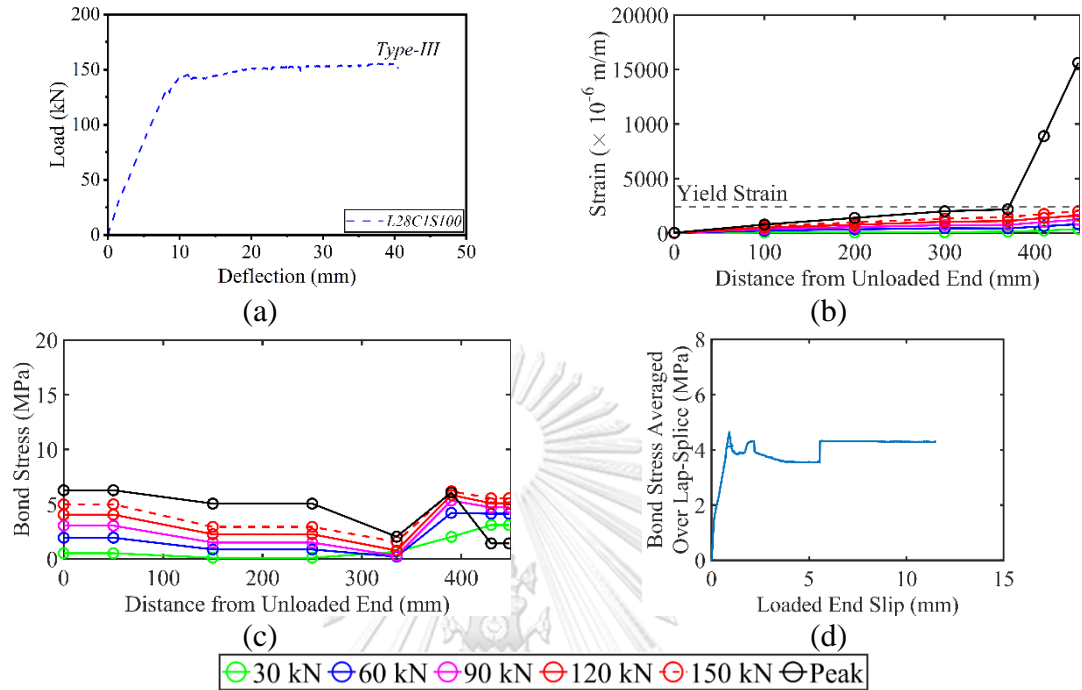 200
150
100
50
0
Load (kN)
Type-III
L28C1S100
0 10 20 30 40 50
Deflection (mm)
(a)
20000
15000
10000
5000
0
Strain (× 10⁻⁶ m/m)
Yield Strain
0 100 200 300 400
Distance from Unloaded End (mm)
(b)
20
15
10
5
0
Bond Stress (MPa)
0 100 200 300 400
Distance from Unloaded End (mm)
(c)
8
6
4
2
0
Bond Stress Averaged
Over Lap-Splice (MPa)
0 5 10 15
Loaded End Slip (mm)
(d)
30 kN 60 kN 90 kN 120 kN 150 kN Peak